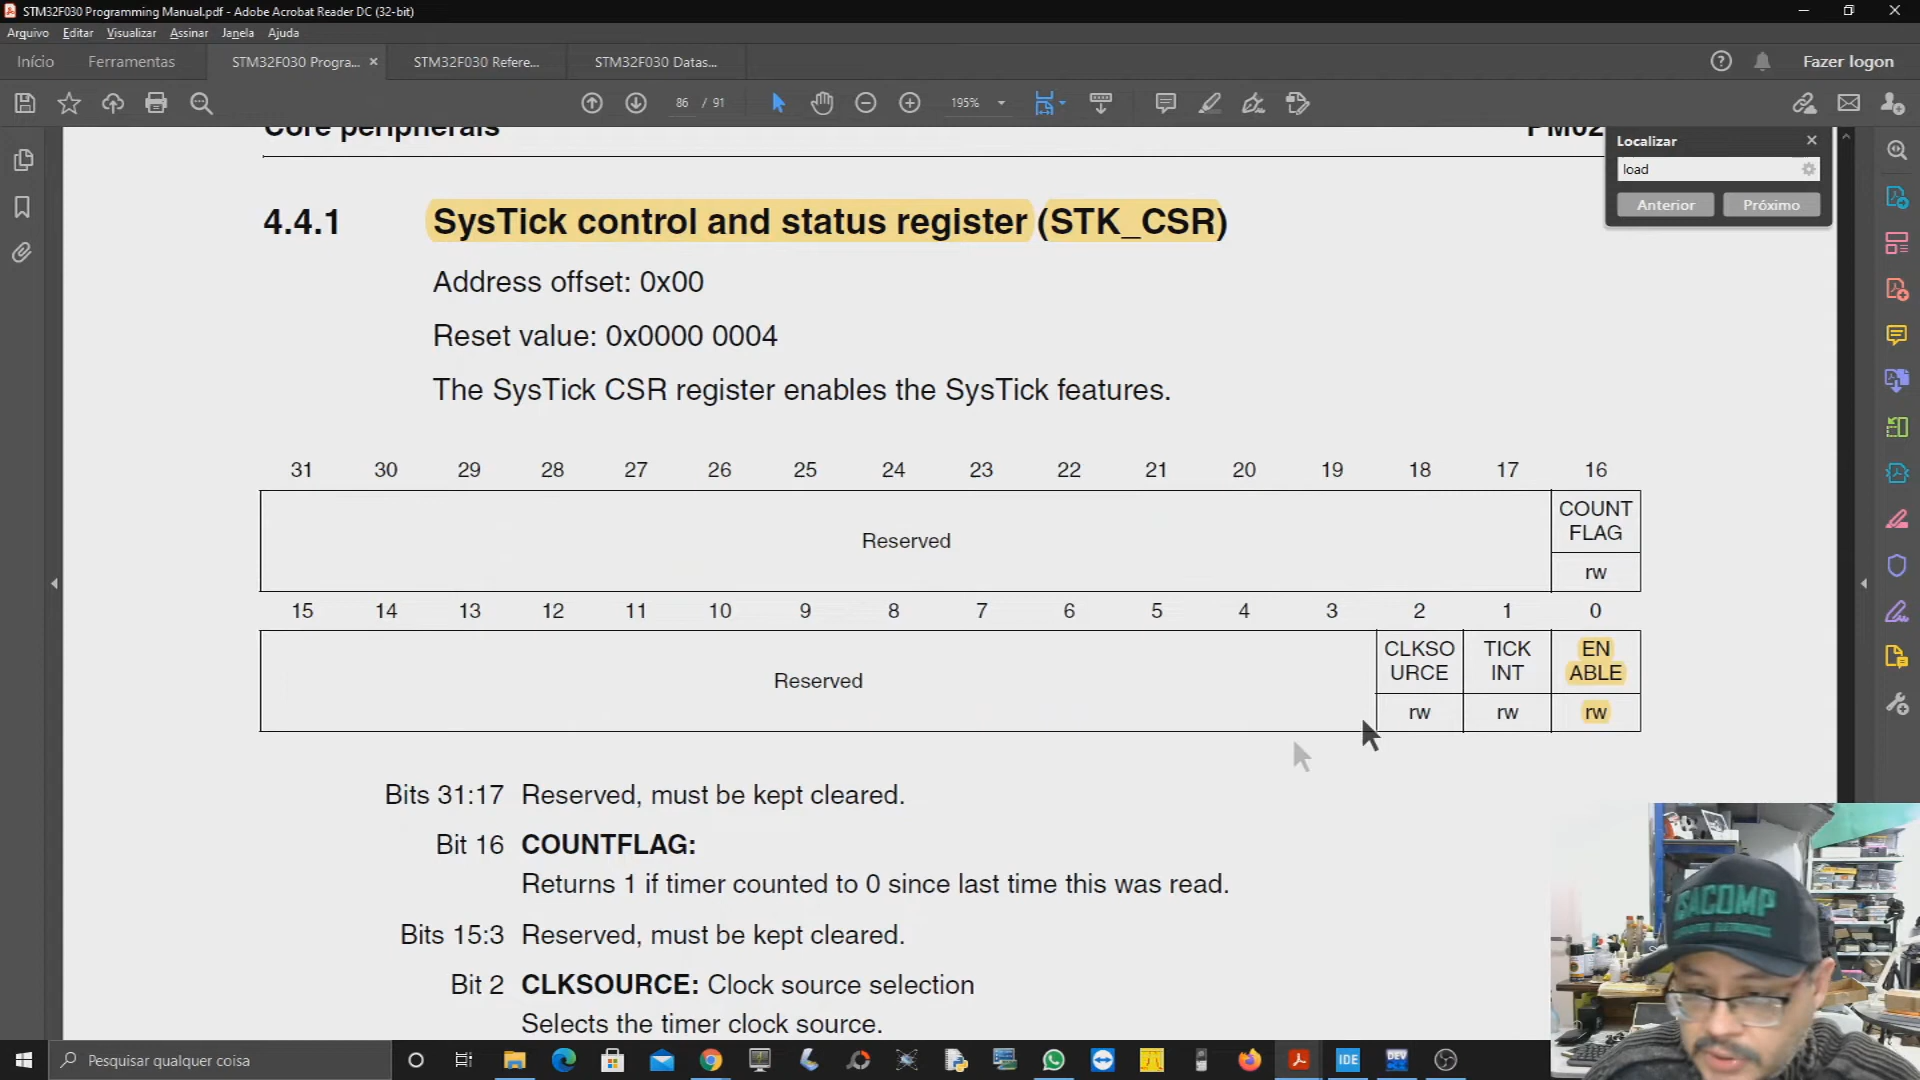 STM32F030 Programming Manual.pdf - Adobe Acrobat Reader DC (32-bit)
Arquivo Editar Visualizar Assinar Janela Ajuda
Início Ferramentas STM32F030 Progra... STM32F030 Refere... STM32F030 Datas... Fazer logon
86 / 91 195%
Core peripherals
Localizar
load
Anterior Próximo
4.4.1 SysTick control and status register (STK_CSR)
Address offset: 0x00
Reset value: 0x0000 0004
The SysTick CSR register enables the SysTick features.
31 30 29 28 27 26 25 24 23 22 21 20 19 18 17 16
Reserved COUNT FLAG
rw
15 14 13 12 11 10 9 8 7 6 5 4 3 2 1 0
Reserved CLKSO URCE TICK INT EN ABLE
rw rw rw
Bits 31:17 Reserved, must be kept cleared.
Bit 16 COUNTFLAG:
Returns 1 if timer counted to 0 since last time this was read.
Bits 15:3 Reserved, must be kept cleared.
Bit 2 CLKSOURCE: Clock source selection
Selects the timer clock source.
Pesquisar qualquer coisa
IDE
DEV